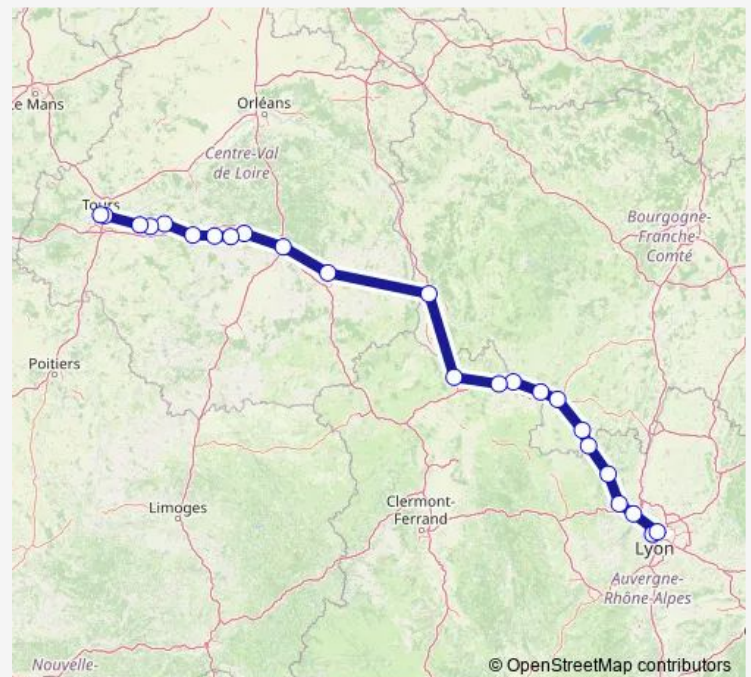 e Mans
Orléans
Centre-Val
de Loire
Tours
Bourgogne-
Franche-
Comté
Poitiers
Limoges
Clermont-
Ferrand
Lyon
Auvergne-
Rhône-Alpes
Nouvelle-
© OpenStreetMap contributors